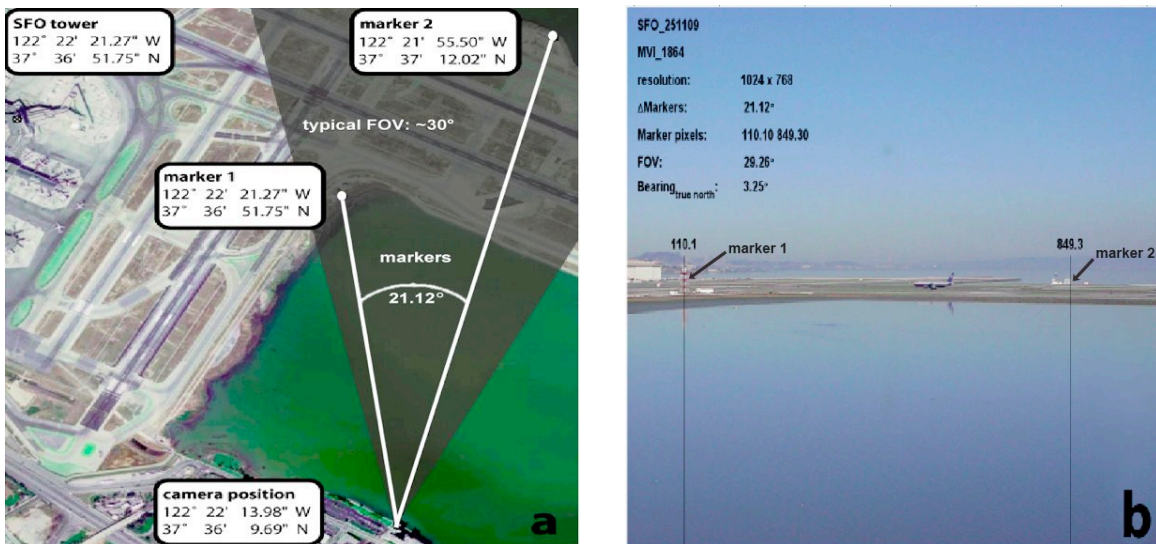 SFO tower
122° 22' 21.27" W
37° 36' 51.75" N
marker 2
122° 21' 55.50" W
37° 37' 12.02" N
typical FOV: ~30°
marker 1
122° 22' 21.27" W
37° 36' 51.75" N
markers
21.12°
camera position
122° 22' 13.98" W
37° 36' 9.69" N
a
SFO_251109
MVI_1864
resolution: 1024 x 768
ΔMarkers: 21.12°
Marker pixels: 110.10 849.30
FOV: 29.26°
Bearing true north: 3.25°
110.1
marker 1
849.3
marker 2
b